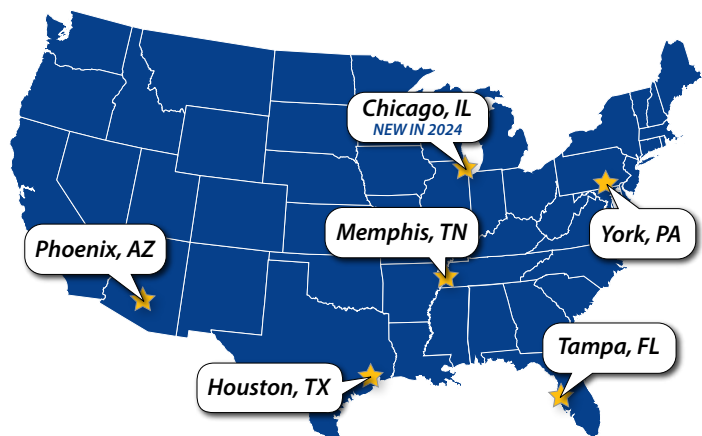 Chicago, IL
NEW IN 2024
Memphis, TN
York, PA
Phoenix, AZ
Tampa, FL
Houston, TX